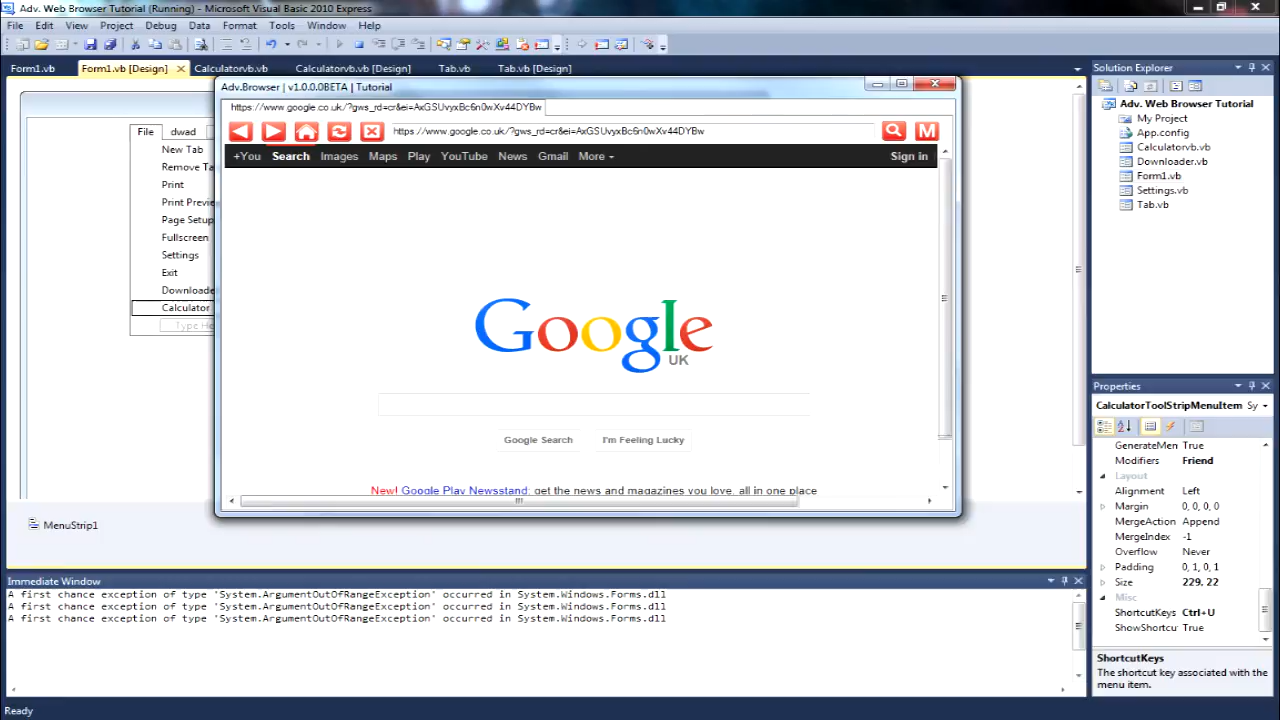 Adv. Web Browser Tutorial (Running) - Microsoft Visual Basic 2010 Express
File Edit View Project Debug Data Format Tools Window Help
Form1.vb Form1.vb [Design] Calculatorvb.vb Calculatorvb.vb [Design] Tab.vb Tab.vb [Design]
File dwad
New Tab
Remove Ta
Print
Print Previe
Page Setup
Fullscreen
Settings
Exit
Downloade
Calculator
Type He
MenuStrip1
Adv.Browser | v1.0.0.0BETA | Tutorial
https://www.google.co.uk/?gws_rd=cr&ei=AxGSUvyxBc6n0wXv44DYBw
https://www.google.co.uk/?gws_rd=cr&ei=AxGSUvyxBc6n0wXv44DYBw
M
+You Search Images Maps Play YouTube News Gmail More Sign in
Google
UK
Google Search I'm Feeling Lucky
New! Google Play Newsstand: get the news and magazines you love, all in one place
Solution Explorer
Adv. Web Browser Tutorial
My Project
App.config
Calculatorvb.vb
Downloader.vb
Form1.vb
Settings.vb
Tab.vb
Properties
CalculatorToolStripMenuItem Sy
GenerateMen True
Modifiers Friend
Layout
Alignment Left
Margin 0, 0, 0, 0
MergeAction Append
MergeIndex -1
Overflow Never
Padding 0, 1, 0, 1
Size 229, 22
Misc
ShortcutKeys Ctrl+U
ShowShortcu True
ShortcutKeys
The shortcut key associated with the
menu item.
Immediate Window
A first chance exception of type 'System.ArgumentOutOfRangeException' occurred in System.Windows.Forms.dll
A first chance exception of type 'System.ArgumentOutOfRangeException' occurred in System.Windows.Forms.dll
A first chance exception of type 'System.ArgumentOutOfRangeException' occurred in System.Windows.Forms.dll
Ready